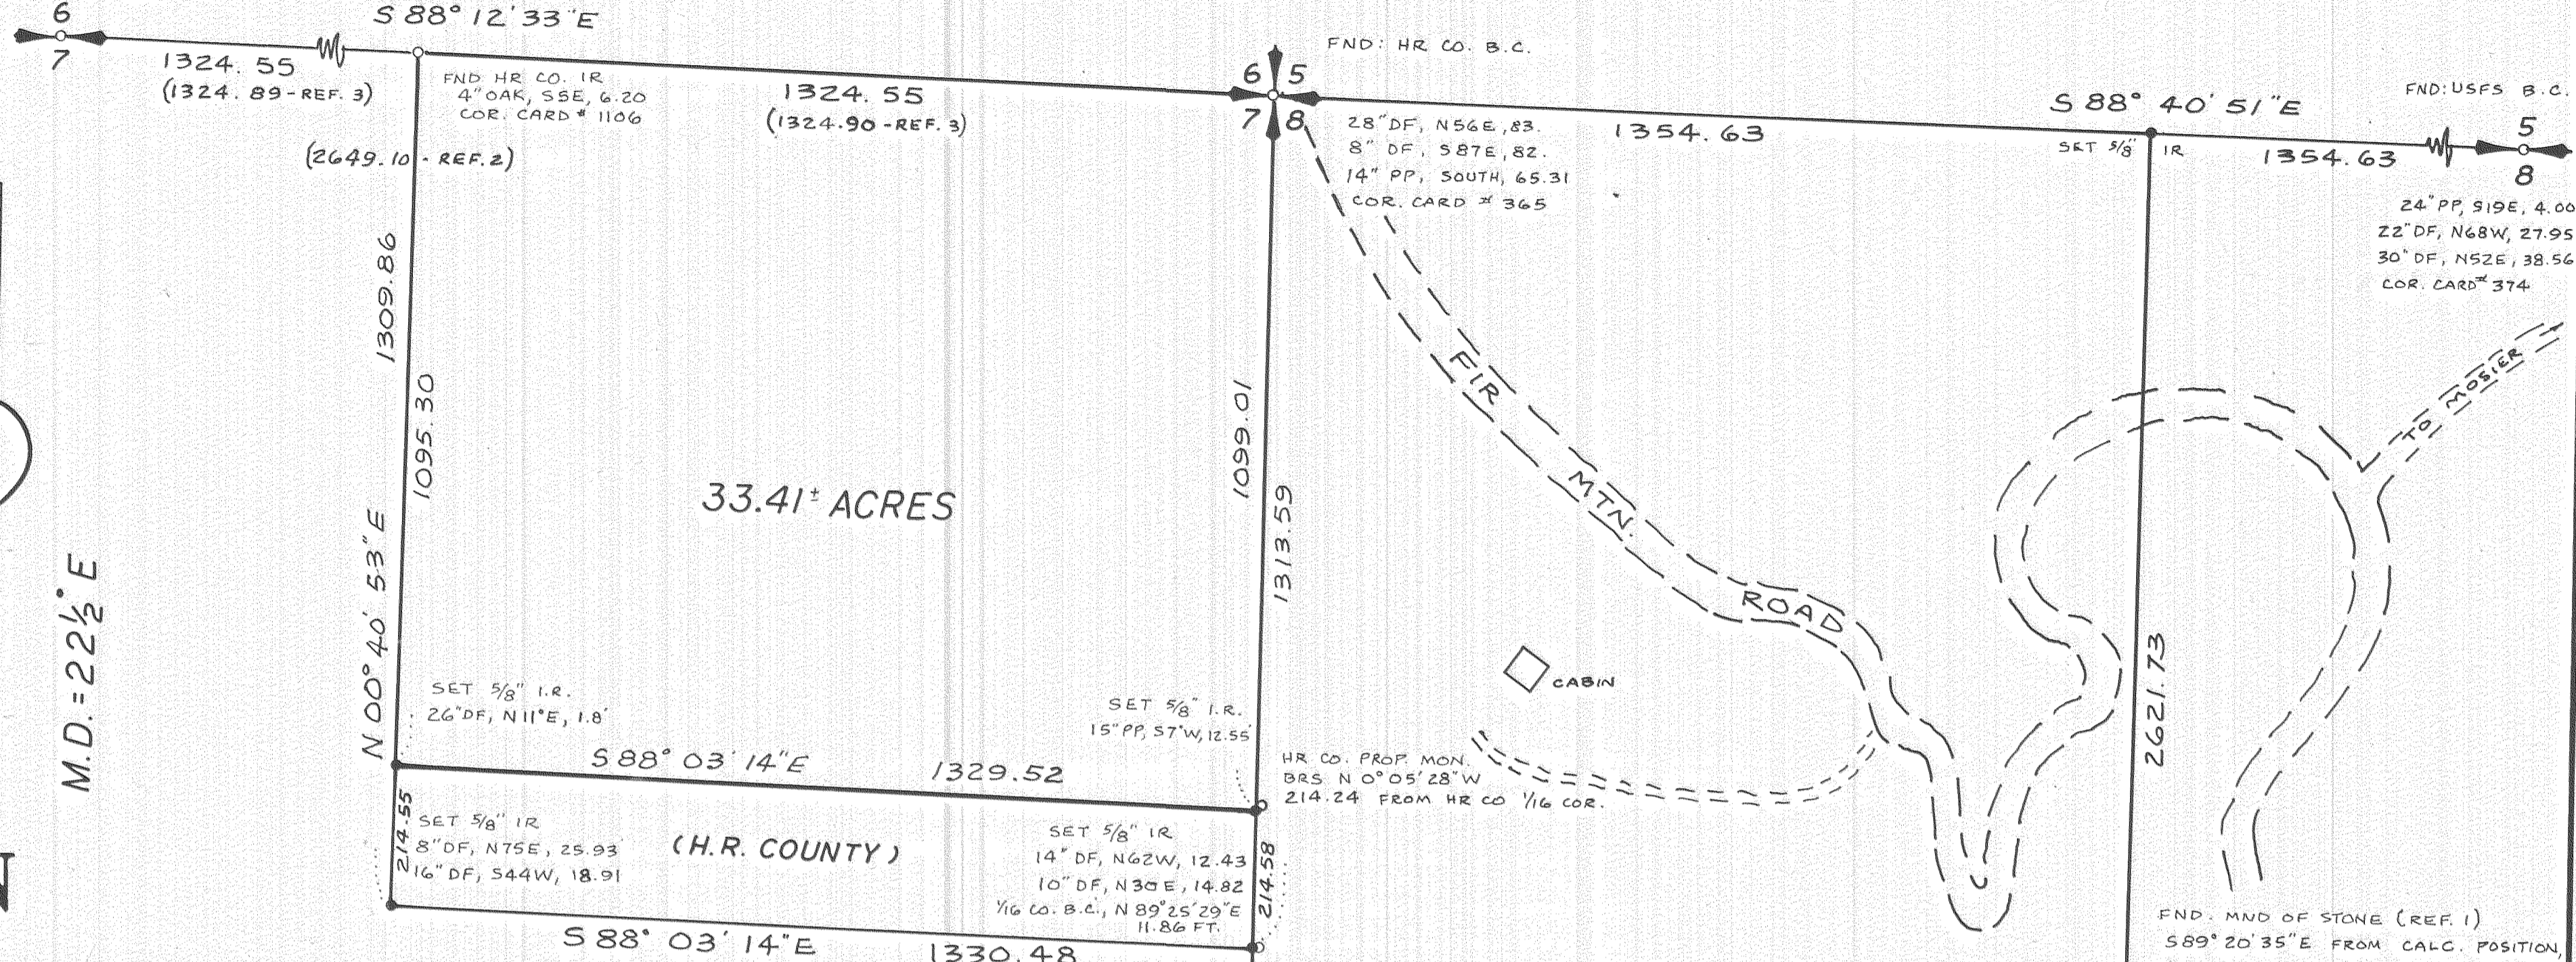 6
7
S 88° 12' 33"E
1324.55
(1324.89-REF. 3)
(2649.10 - REF. 2)
FND HR CO. IR
4"OAK, S5E, 6.20
COR. CARD # 1106
1324.55
(1324.90-REF. 3)
FND: HR CO. B.C.
6 5
7 8
28"DF, N56E, 83.
8" DF, S87E, 82.
14" PP, SOUTH, 65.31
COR. CARD # 365
1354.63
S 88° 40' 51"E
SET 5/8" IR
1354.63
FND: USFS B.C.
5
8
24"PP, S19E, 4.00
22"DF, N68W, 27.95
30"DF, N52E, 38.56
COR. CARD # 374
1309.86
1095.30
N 00° 40' 53"E
M.D. = 22½° E
33.41± ACRES
1099.01
1313.59
FIR MTN. ROAD
TO MOSIER
CABIN
2621.73
SET 5/8" I.R.
26"DF, N11°E, 1.8'
SET 5/8" I.R.
15"PP, S7°W, 12.55'
S 88° 03' 14"E
1329.52
HR CO. PROP. MON.
BRS N 0°05'28"W
214.24 FROM HR CO 1/16 COR.
214.55
SET 5/8" IR
8"DF, N75E, 25.93
16"DF, S44W, 18.91
(H.R. COUNTY)
SET 5/8" IR
14" DF, N62W, 12.43
10" DF, N30E, 14.82
1/16 CO. B.C., N 89°25'29"E
11.86 FT.
214.58
S 88° 03' 14"E
1330.48
FND. MND OF STONE (REF. 1)
S89°20'35"E FROM CALC. POSITION,
N